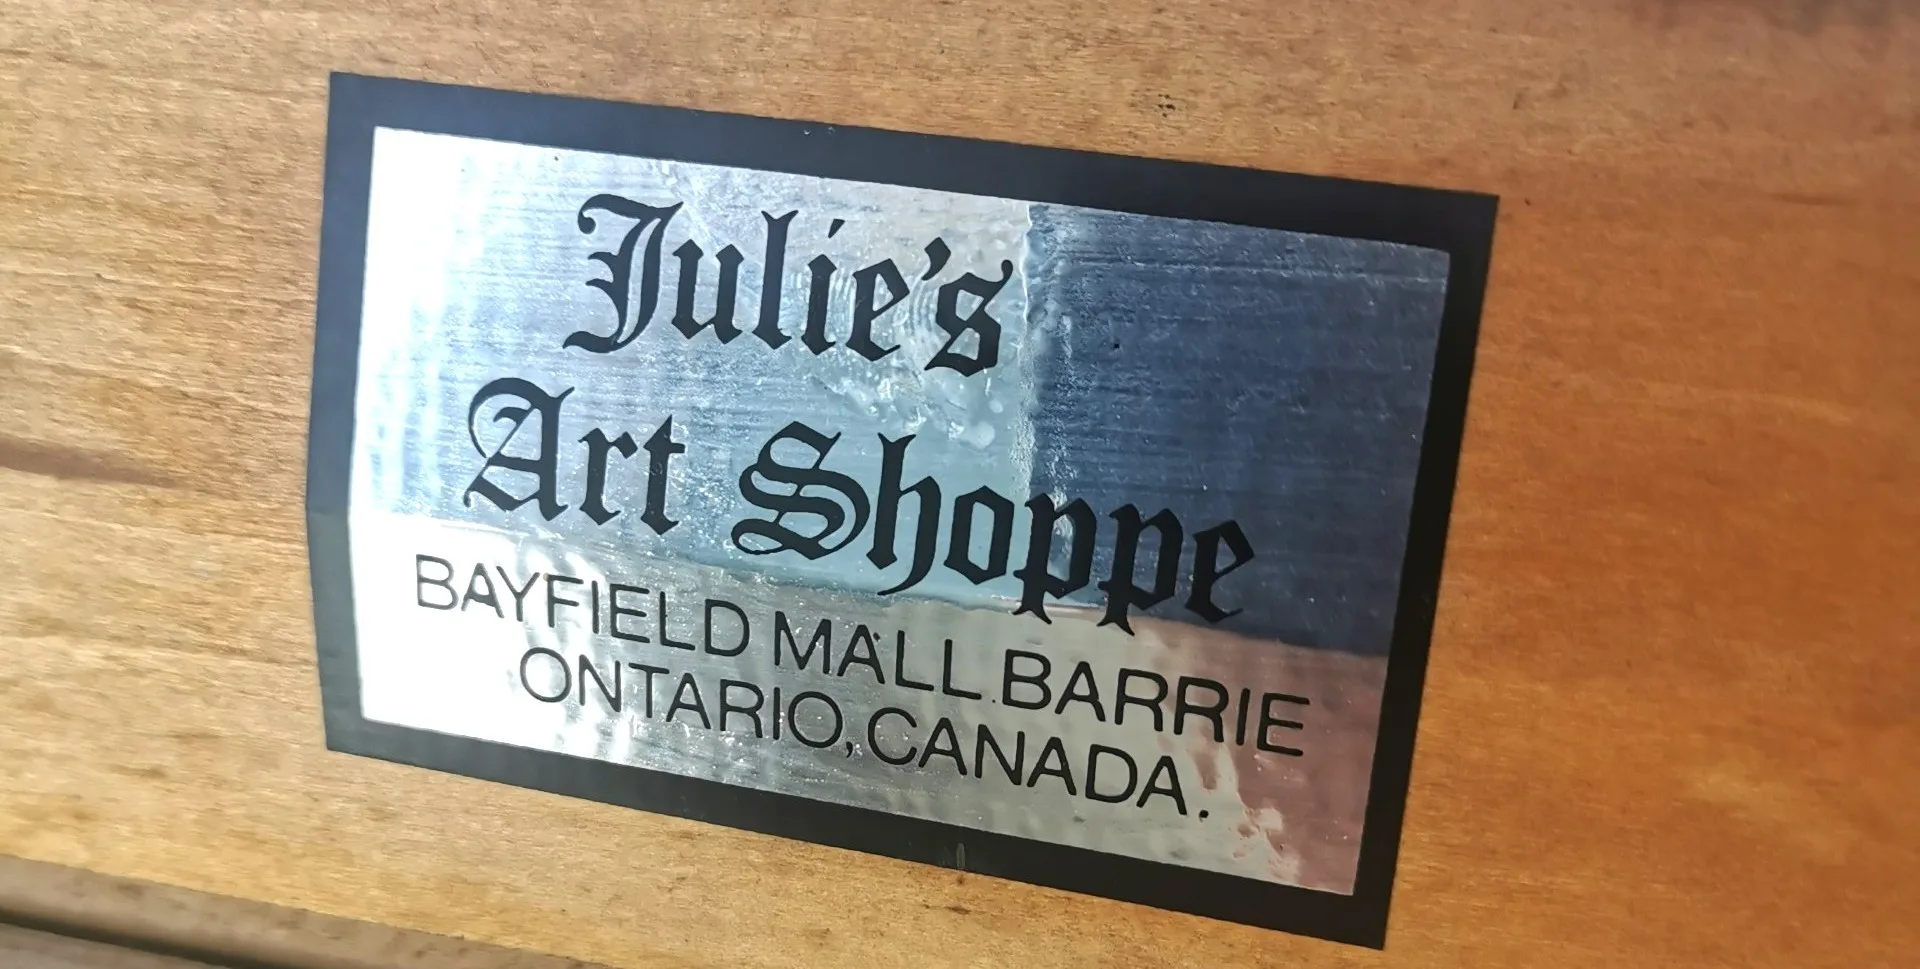 Julie's
Art Shoppe
BAYFIELD MALL.BARRIE
ONTARIO,CANADA.